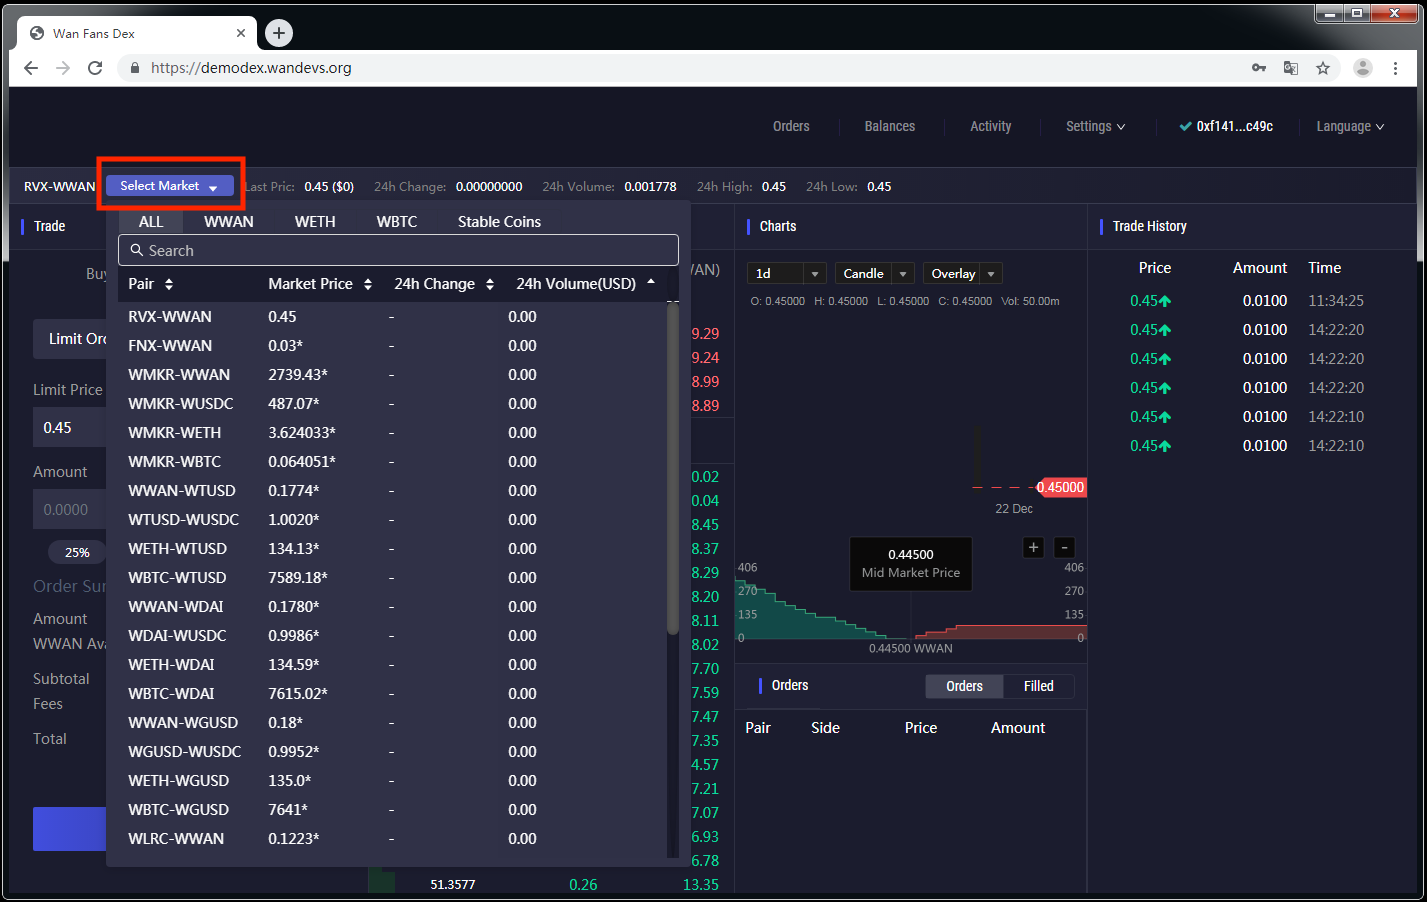 Wan Fans Dex
https://demodex.wandevs.org
Orders Balances Activity Settings 0xf141...c49c Language
RVX-WWAN Select Market Last Pric: 0.45 ($0) 24h Change: 0.00000000 24h Volume: 0.001778 24h High: 0.45 24h Low: 0.45
Trade
Buy
Limit Ord
Limit Price
0.45
Amount
0.0000
25%
Order Sum
Amount
WWAN Ava
Subtotal
Fees
Total
ALL WWAN WETH WBTC Stable Coins
Search
Pair Market Price 24h Change 24h Volume(USD)
RVX-WWAN 0.45 - 0.00
FNX-WWAN 0.03* - 0.00
WMKR-WWAN 2739.43* - 0.00
WMKR-WUSDC 487.07* - 0.00
WMKR-WETH 3.624033* - 0.00
WMKR-WBTC 0.064051* - 0.00
WWAN-WTUSD 0.1774* - 0.00
WTUSD-WUSDC 1.0020* - 0.00
WETH-WTUSD 134.13* - 0.00
WBTC-WTUSD 7589.18* - 0.00
WWAN-WDAI 0.1780* - 0.00
WDAI-WUSDC 0.9986* - 0.00
WETH-WDAI 134.59* - 0.00
WBTC-WDAI 7615.02* - 0.00
WWAN-WGUSD 0.18* - 0.00
WGUSD-WUSDC 0.9952* - 0.00
WETH-WGUSD 135.0* - 0.00
WBTC-WGUSD 7641* - 0.00
WLRC-WWAN 0.1223* - 0.00
/AN)
9.29
9.24
8.99
8.89
0.02
0.04
8.45
8.37
8.29
8.20
8.11
8.02
7.70
7.59
7.47
7.35
4.57
7.21
7.07
6.93
6.78
51.3577 0.26 13.35
Charts
1d Candle Overlay
O: 0.45000 H: 0.45000 L: 0.45000 C: 0.45000 Vol: 50.00m
0.45000
22 Dec
+ -
0.44500
Mid Market Price
406 406
270 270
135 135
0 0
0.44500 WWAN
Orders Orders Filled
Pair Side Price Amount
Trade History
Price Amount Time
0.45 0.0100 11:34:25
0.45 0.0100 14:22:20
0.45 0.0100 14:22:20
0.45 0.0100 14:22:20
0.45 0.0100 14:22:10
0.45 0.0100 14:22:10